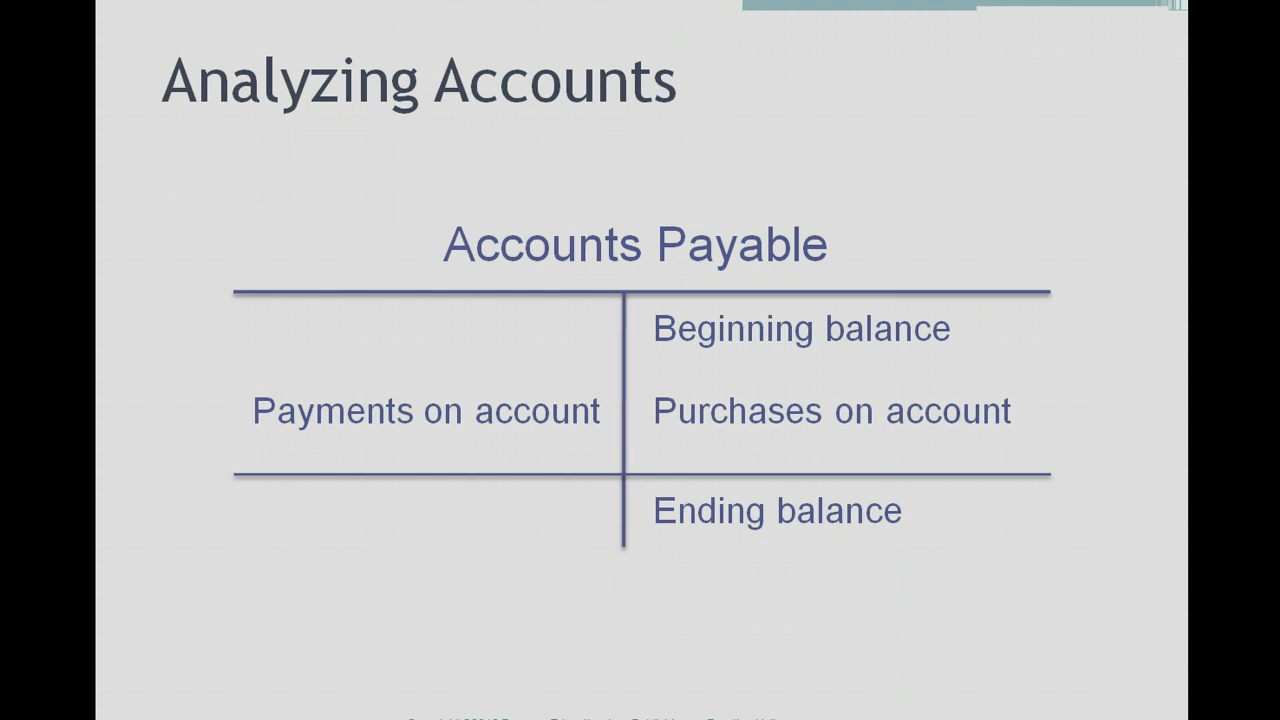 Analyzing Accounts
Accounts Payable
Beginning balance
Payments on account Purchases on account
Ending balance